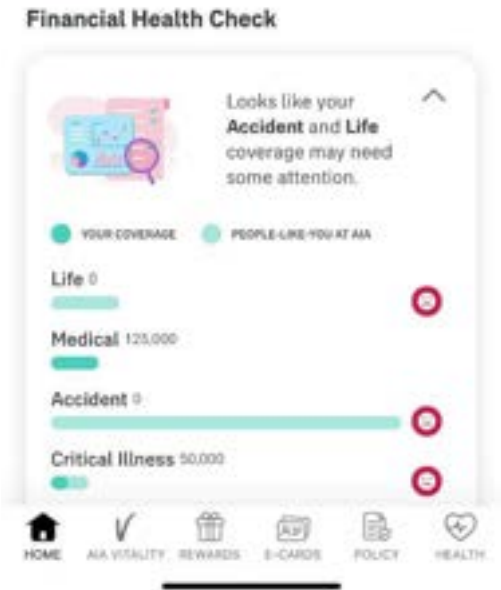 Financial Health Check
Looks like your
Accident and Life
coverage may need
some attention.
YOUR COVERAGE
PEOPLE-LIKE-YOU AT AIA
Life 0
Medical 125,000
Accident 0
Critical Illness 50,000
HOME
AIA VITALITY
REWARDS
E-CARDS
POLICY
HEALTH